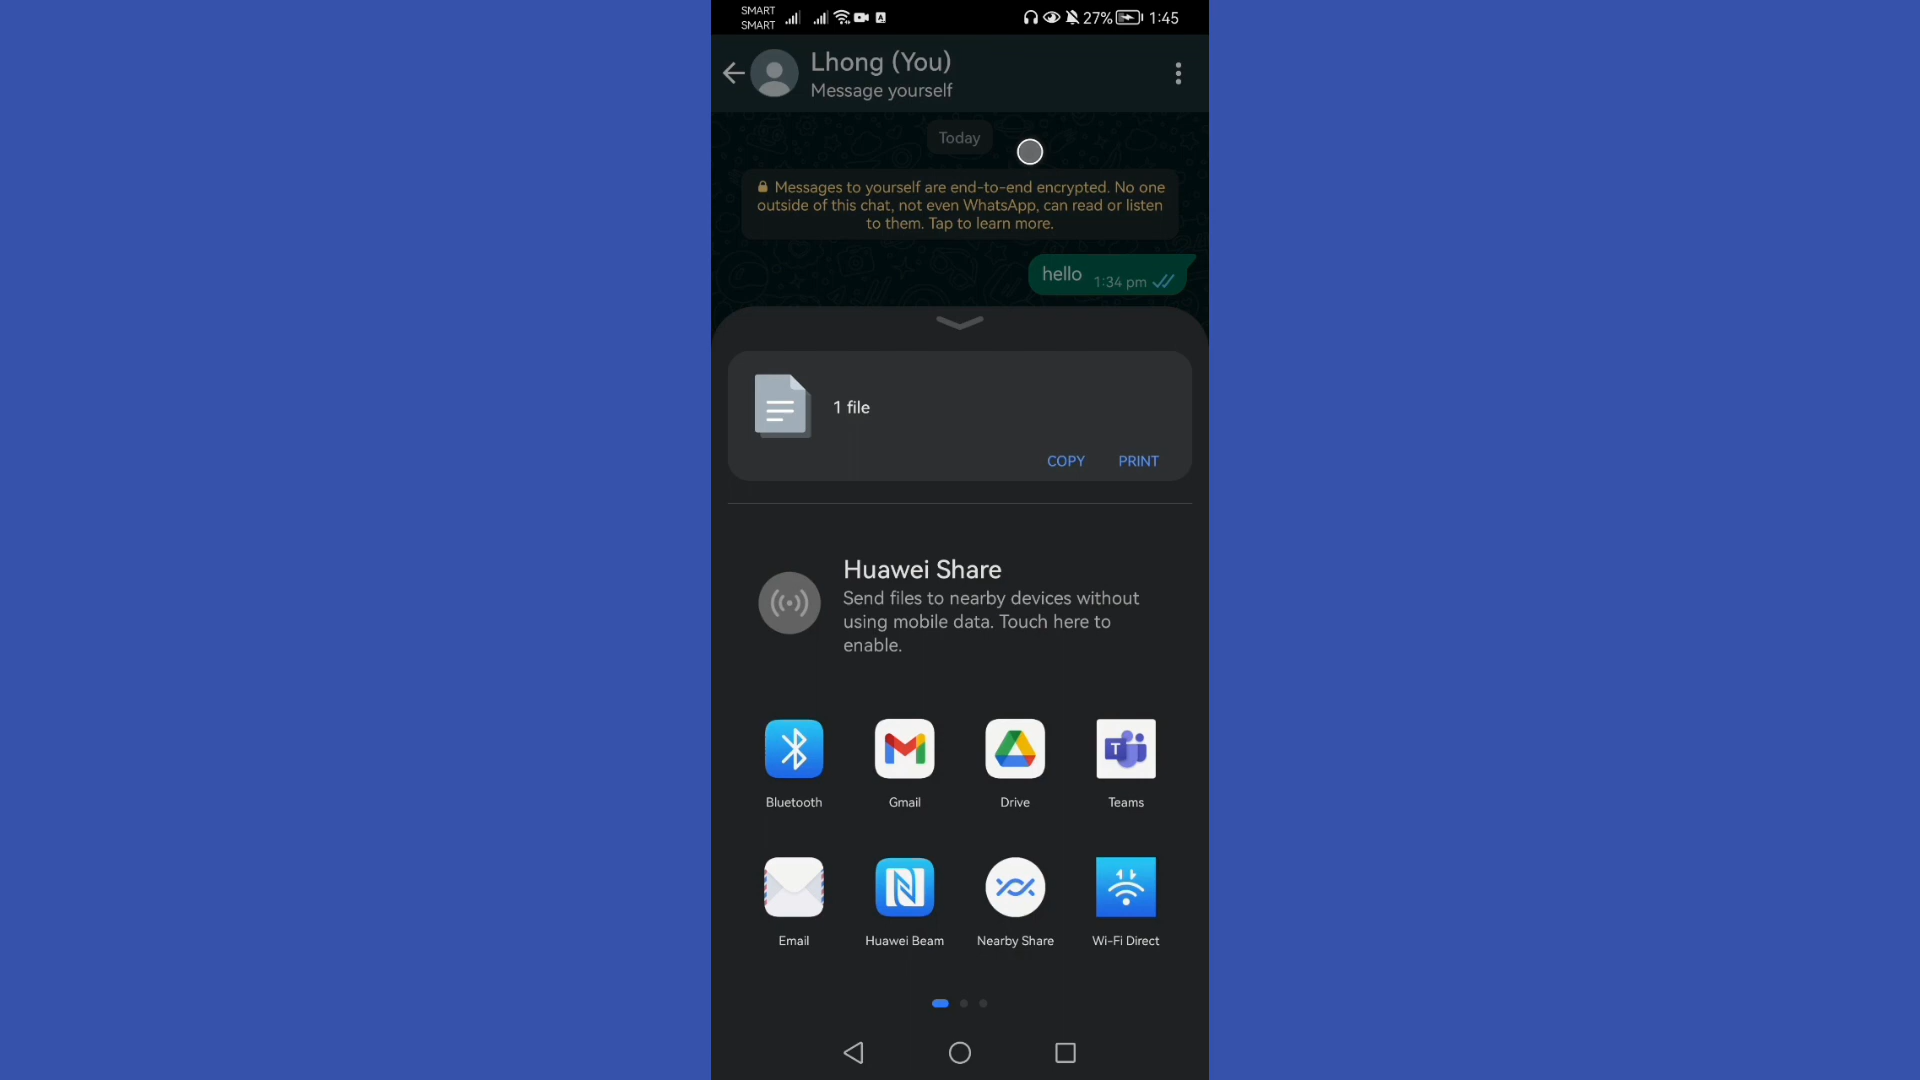 SMART
SMART
27%
1:45
Lhong (You)
Message yourself
Today
Messages to yourself are end-to-end encrypted. No one
outside of this chat, not even WhatsApp, can read or listen
to them. Tap to learn more.
hello 1:34 pm
1 file
COPY PRINT
Huawei Share
Send files to nearby devices without
using mobile data. Touch here to
enable.
Bluetooth Gmail Drive Teams
Email Huawei Beam Nearby Share Wi-Fi Direct